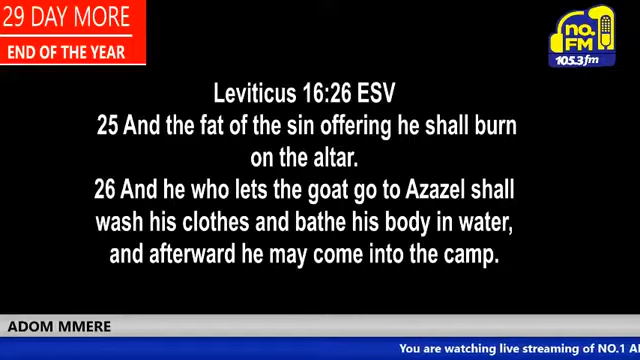 29 DAY MORE
END OF THE YEAR
no.
FM
105.3fm
Leviticus 16:26 ESV
25 And the fat of the sin offering he shall burn
on the altar.
26 And he who lets the goat go to Azazel shall
wash his clothes and bathe his body in water,
and afterward he may come into the camp.
ADOM MMERE
You are watching live streaming of NO.1